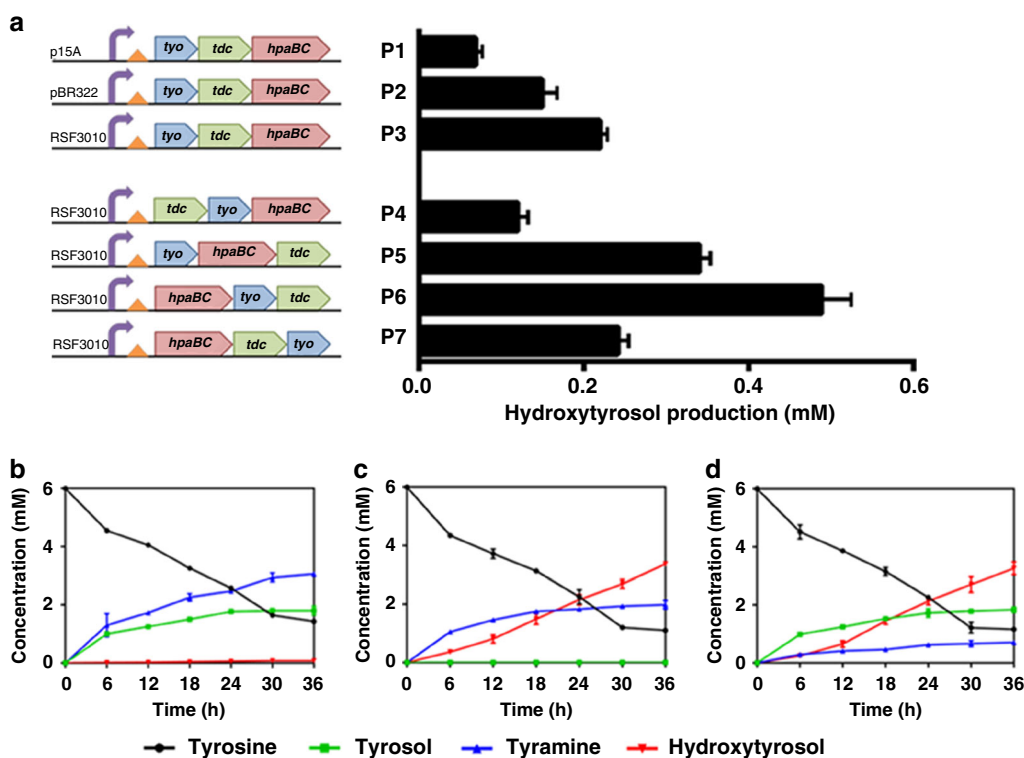 a
p15A tyo tdc hpaBC P1
pBR322 tyo tdc hpaBC P2
RSF3010 tyo tdc hpaBC P3
RSF3010 tdc tyo hpaBC P4
RSF3010 tyo hpaBC tdc P5
RSF3010 hpaBC tyo tdc P6
RSF3010 hpaBC tdc tyo P7
0.0 0.2 0.4 0.6
Hydroxytyrosol production (mM)
b
Concentration (mM)
6
4
2
0
0 6 12 18 24 30 36
Time (h)
c
Concentration (mM)
6
4
2
0
0 6 12 18 24 30 36
Time (h)
d
Concentration (mM)
6
4
2
0
0 6 12 18 24 30 36
Time (h)
Tyrosine Tyrosol Tyramine Hydroxytyrosol